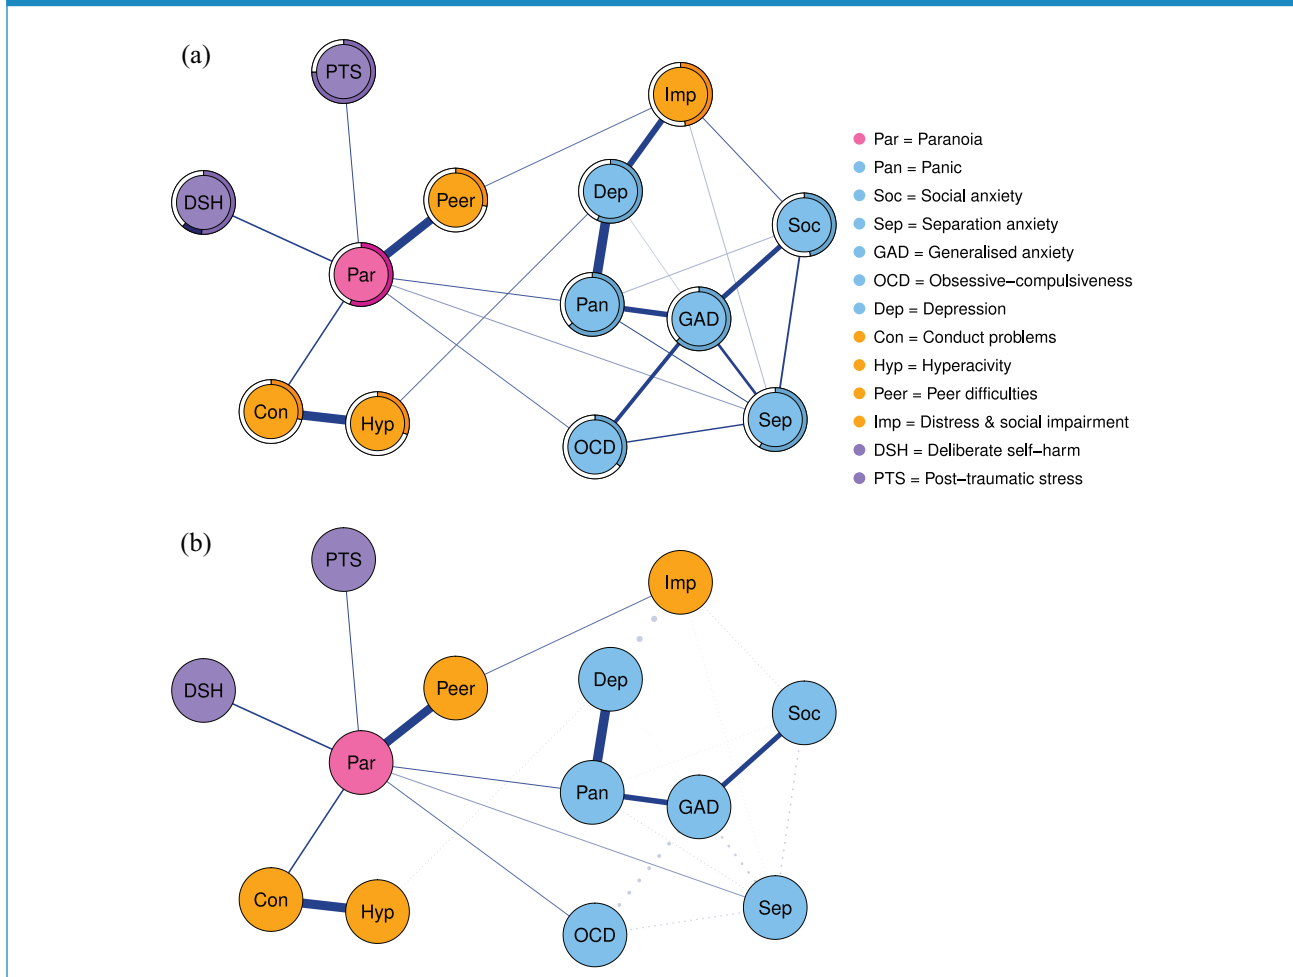 (a)
PTS
Imp
DSH
Peer
Dep
Soc
Par
Pan
GAD
Con
Hyp
OCD
Sep
Par = Paranoia
Pan = Panic
Soc = Social anxiety
Sep = Separation anxiety
GAD = Generalised anxiety
OCD = Obsessive−compulsiveness
Dep = Depression
Con = Conduct problems
Hyp = Hyperacivity
Peer = Peer difficulties
Imp = Distress & social impairment
DSH = Deliberate self−harm
PTS = Post−traumatic stress
(b)
PTS
Imp
DSH
Peer
Dep
Soc
Par
Pan
GAD
Con
Hyp
OCD
Sep